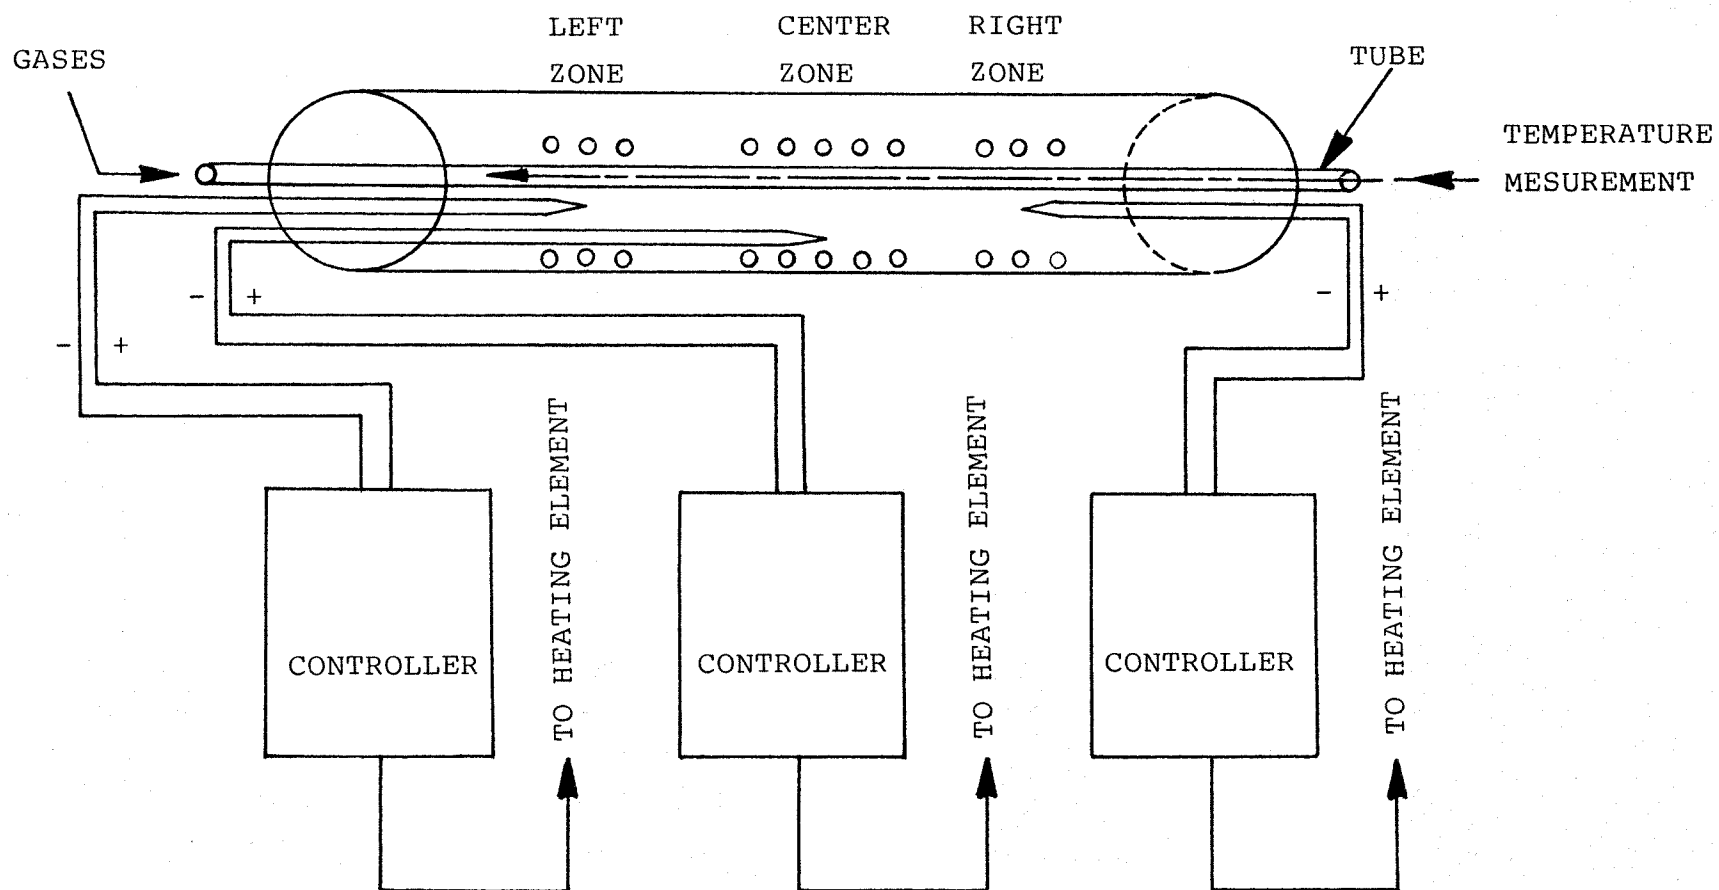 GASES
LEFT
ZONE
CENTER
ZONE
RIGHT
ZONE
TUBE
TEMPERATURE
MESUREMENT
- +
- +
- +
TO HEATING ELEMENT
TO HEATING ELEMENT
TO HEATING ELEMENT
CONTROLLER
CONTROLLER
CONTROLLER